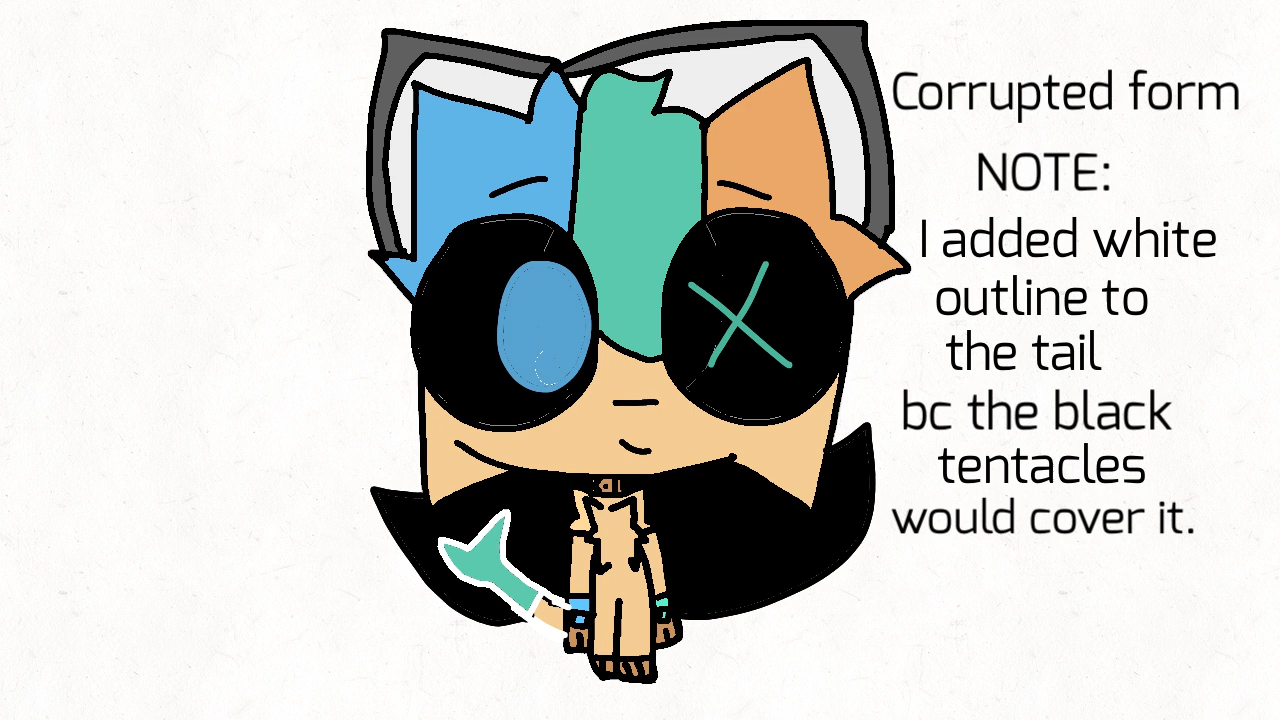 Corrupted form
NOTE:
I added white
outline to
the tail
bc the black
tentacles
would cover it.